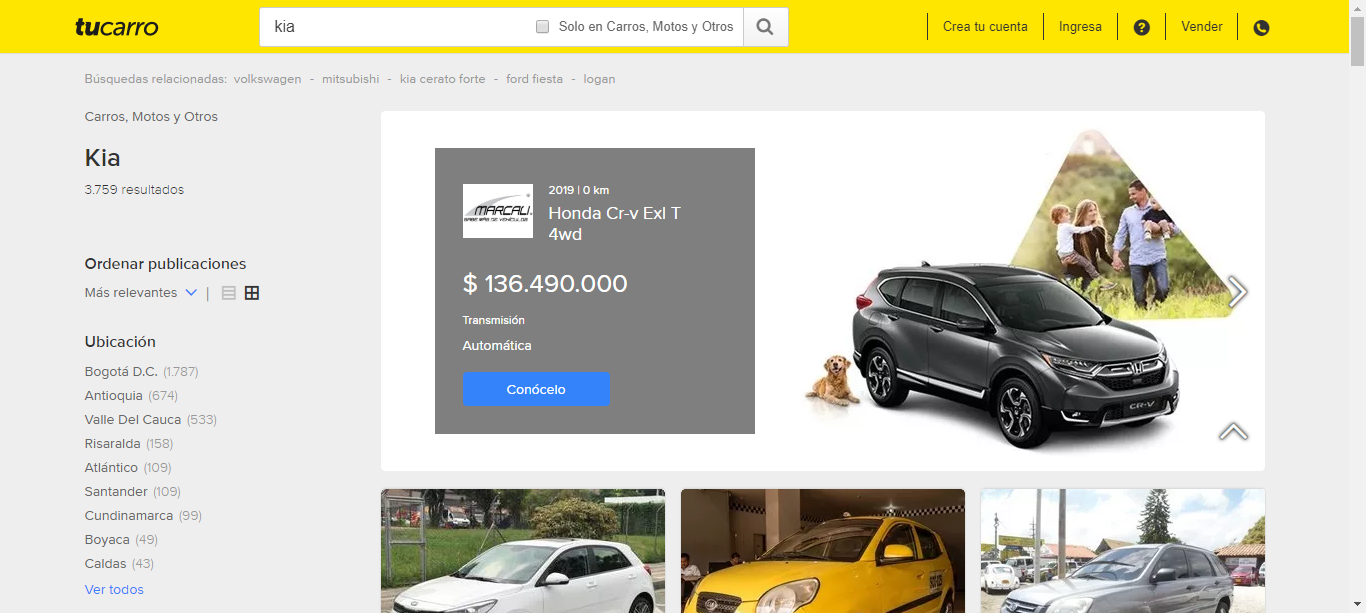 tucarro
kia
Solo en Carros, Motos y Otros
Crea tu cuenta
Ingresa
?
Vender
Búsquedas relacionadas: volkswagen - mitsubishi - kia cerato forte - ford fiesta - logan
Carros, Motos y Otros
Kia
3.759 resultados
Ordenar publicaciones
Más relevantes |
Ubicación
Bogotá D.C. (1.787)
Antioquia (674)
Valle Del Cauca (533)
Risaralda (158)
Atlántico (109)
Santander (109)
Cundinamarca (99)
Boyaca (49)
Caldas (43)
Ver todos
MARCALI
2019 | 0 km
Honda Cr-v Exl T
4wd
$ 136.490.000
Transmisión
Automática
Conócelo
CR-V